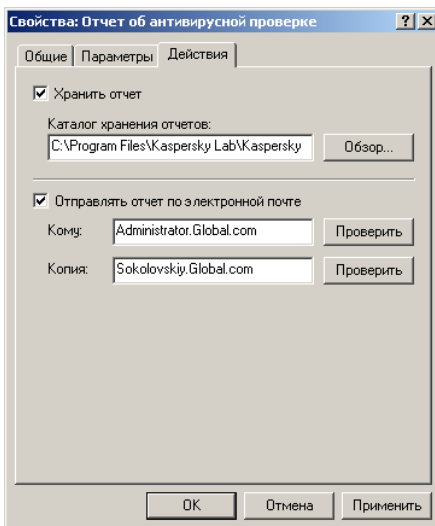 Свойства: Отчет об антивирусной проверке
Общие Параметры Действия
Хранить отчет
Каталог хранения отчетов:
C:\Program Files\Kaspersky Lab\Kaspersky Обзор...
Отправлять отчет по электронной почте
Кому: Administrator.Global.com Проверить
Копия: Sokolovskiy.Global.com Проверить
OK Отмена Применить